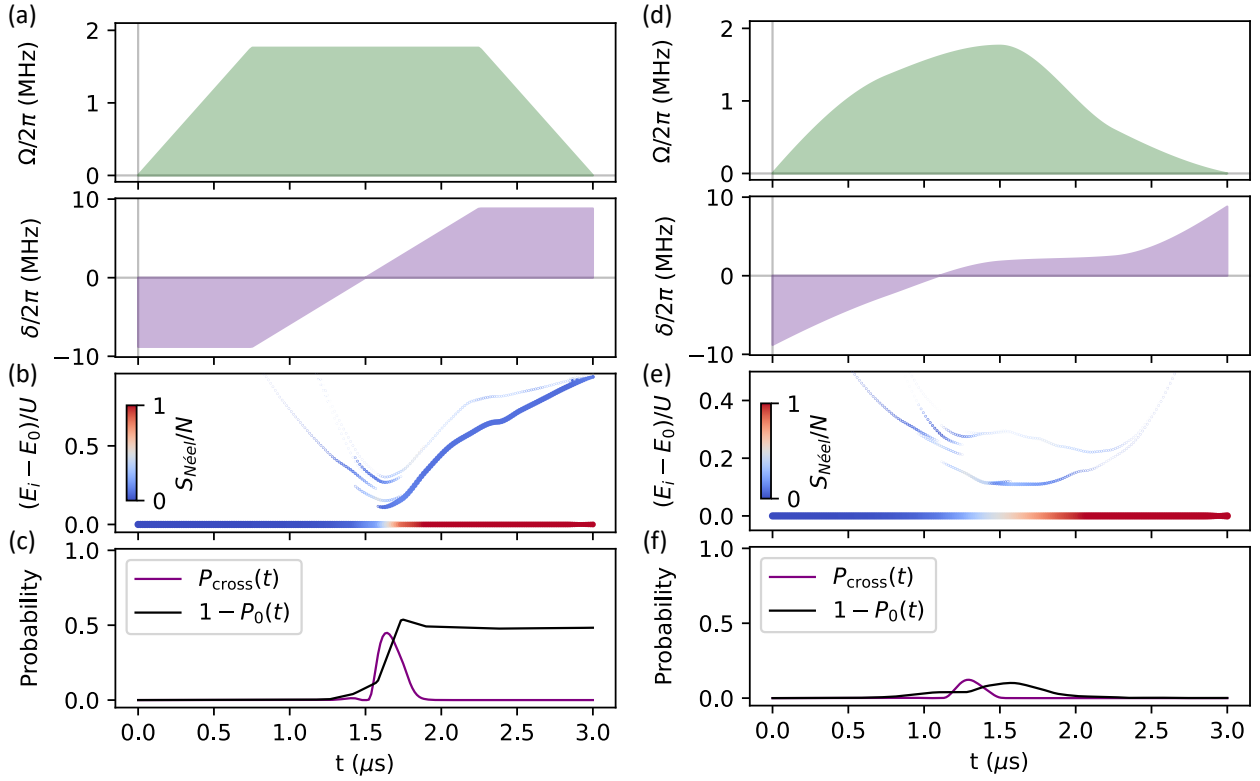 (a)
Ω/2π (MHz)
2
1
0
δ/2π (MHz)
10
0
−10
(b)
(E_i − E_0)/U
0.5
0.0
1
0
S_Néel/N
(c)
Probability
1.0
0.5
0.0
P_cross(t)
1 − P_0(t)
0.0 0.5 1.0 1.5 2.0 2.5 3.0
t (μs)
(d)
Ω/2π (MHz)
2
1
0
δ/2π (MHz)
10
0
−10
(e)
(E_i − E_0)/U
0.4
0.2
0.0
1
0
S_Néel/N
(f)
Probability
1.0
0.5
0.0
P_cross(t)
1 − P_0(t)
0.0 0.5 1.0 1.5 2.0 2.5 3.0
t (μs)